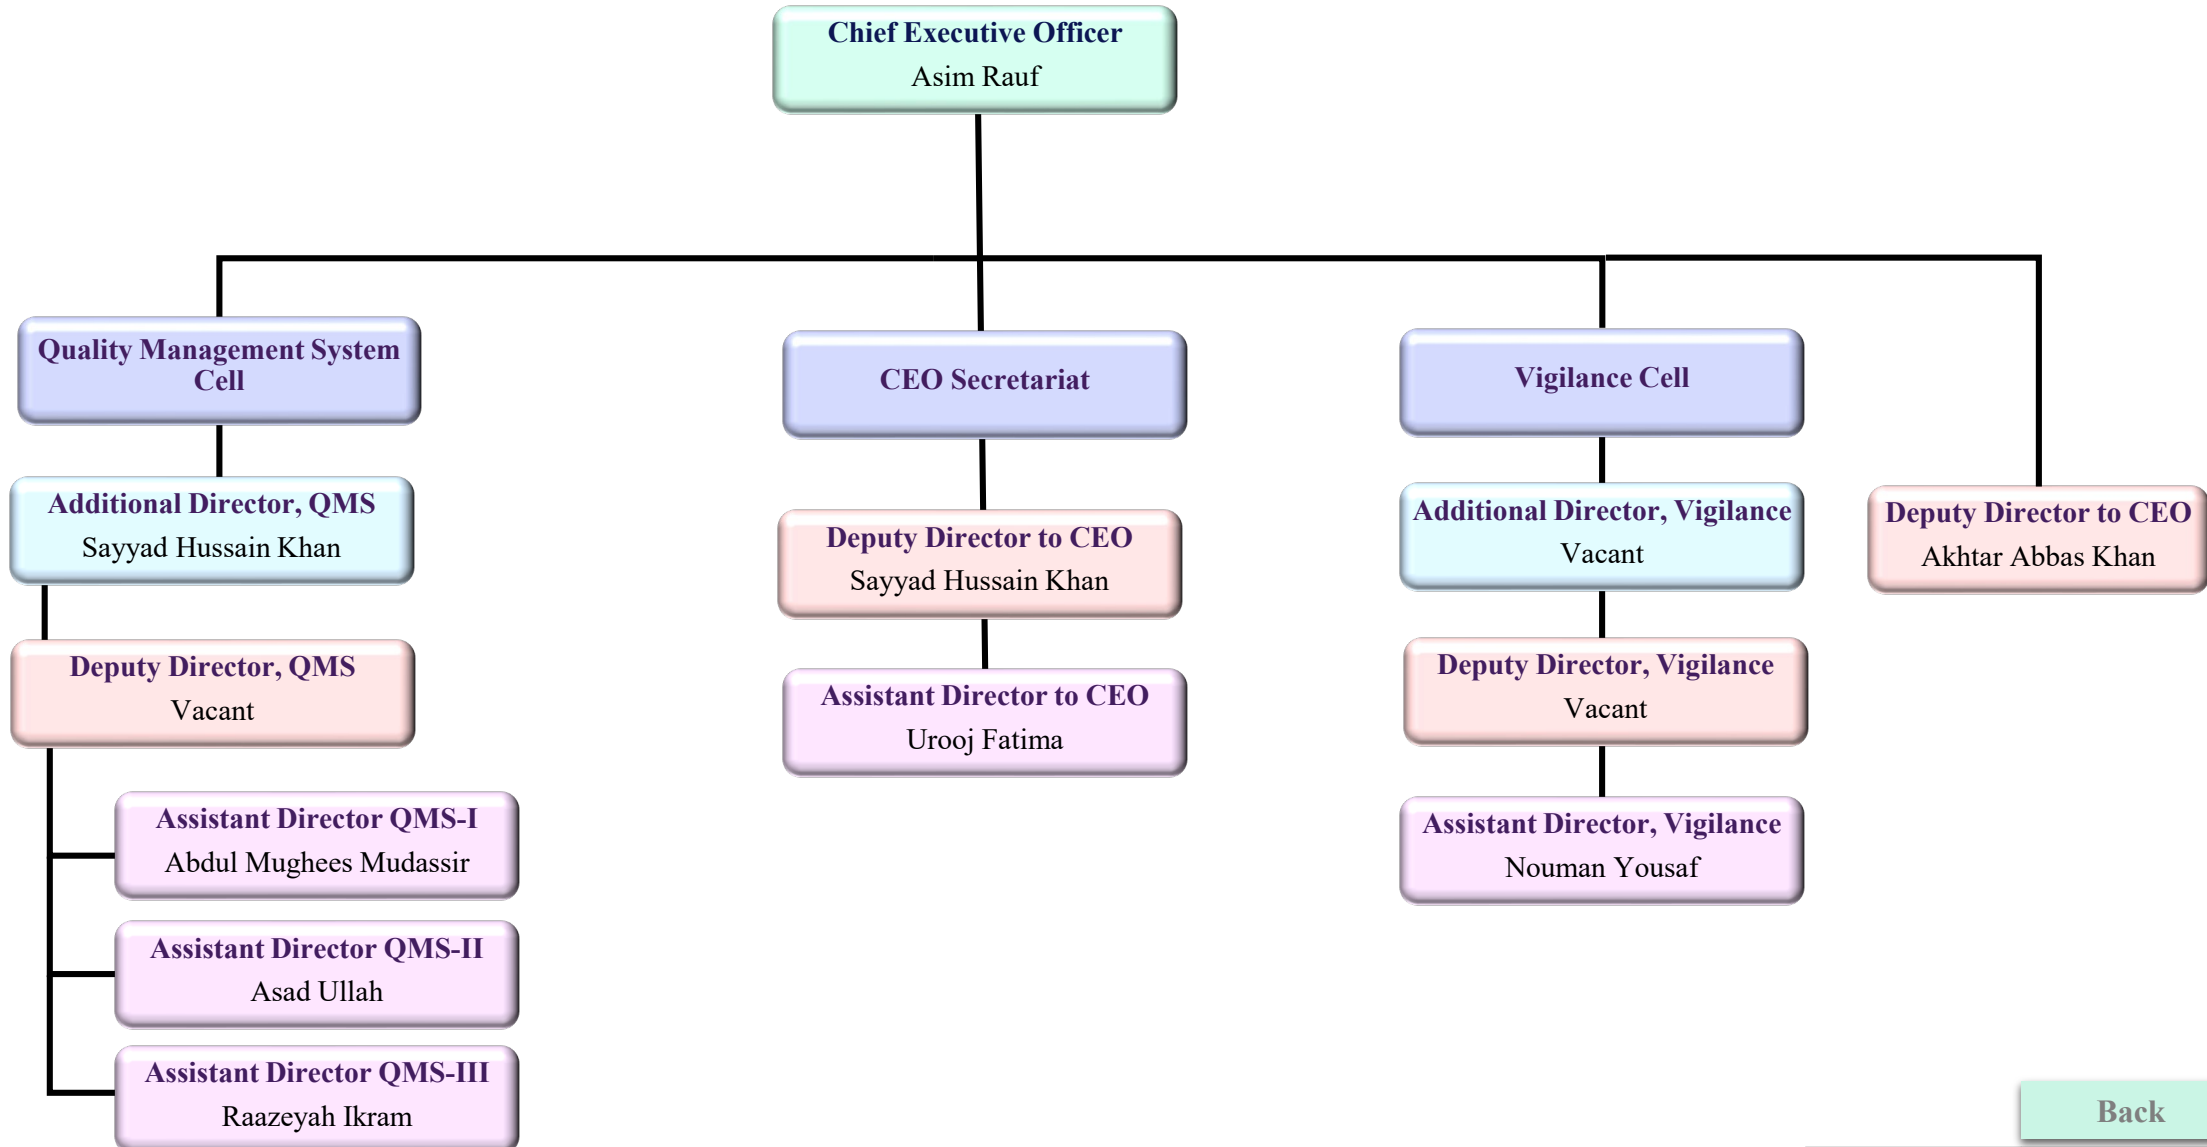 Chief Executive Officer
Asim Rauf
Quality Management System
Cell
Additional Director, QMS
Sayyad Hussain Khan
Deputy Director, QMS
Vacant
Assistant Director QMS-I
Abdul Mughees Mudassir
Assistant Director QMS-II
Asad Ullah
Assistant Director QMS-III
Raazeyah Ikram
CEO Secretariat
Deputy Director to CEO
Sayyad Hussain Khan
Assistant Director to CEO
Urooj Fatima
Vigilance Cell
Additional Director, Vigilance
Vacant
Deputy Director, Vigilance
Vacant
Assistant Director, Vigilance
Nouman Yousaf
Deputy Director to CEO
Akhtar Abbas Khan
Back